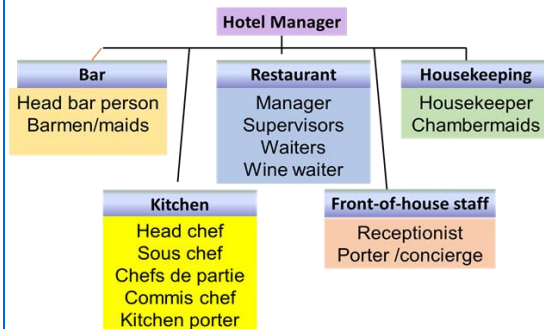 Hotel Manager
Bar
Head bar person
Barmen/maids
Restaurant
Manager
Supervisors
Waiters
Wine waiter
Housekeeping
Housekeeper
Chambermaids
Kitchen
Head chef
Sous chef
Chefs de partie
Commis chef
Kitchen porter
Front-of-house staff
Receptionist
Porter /concierge